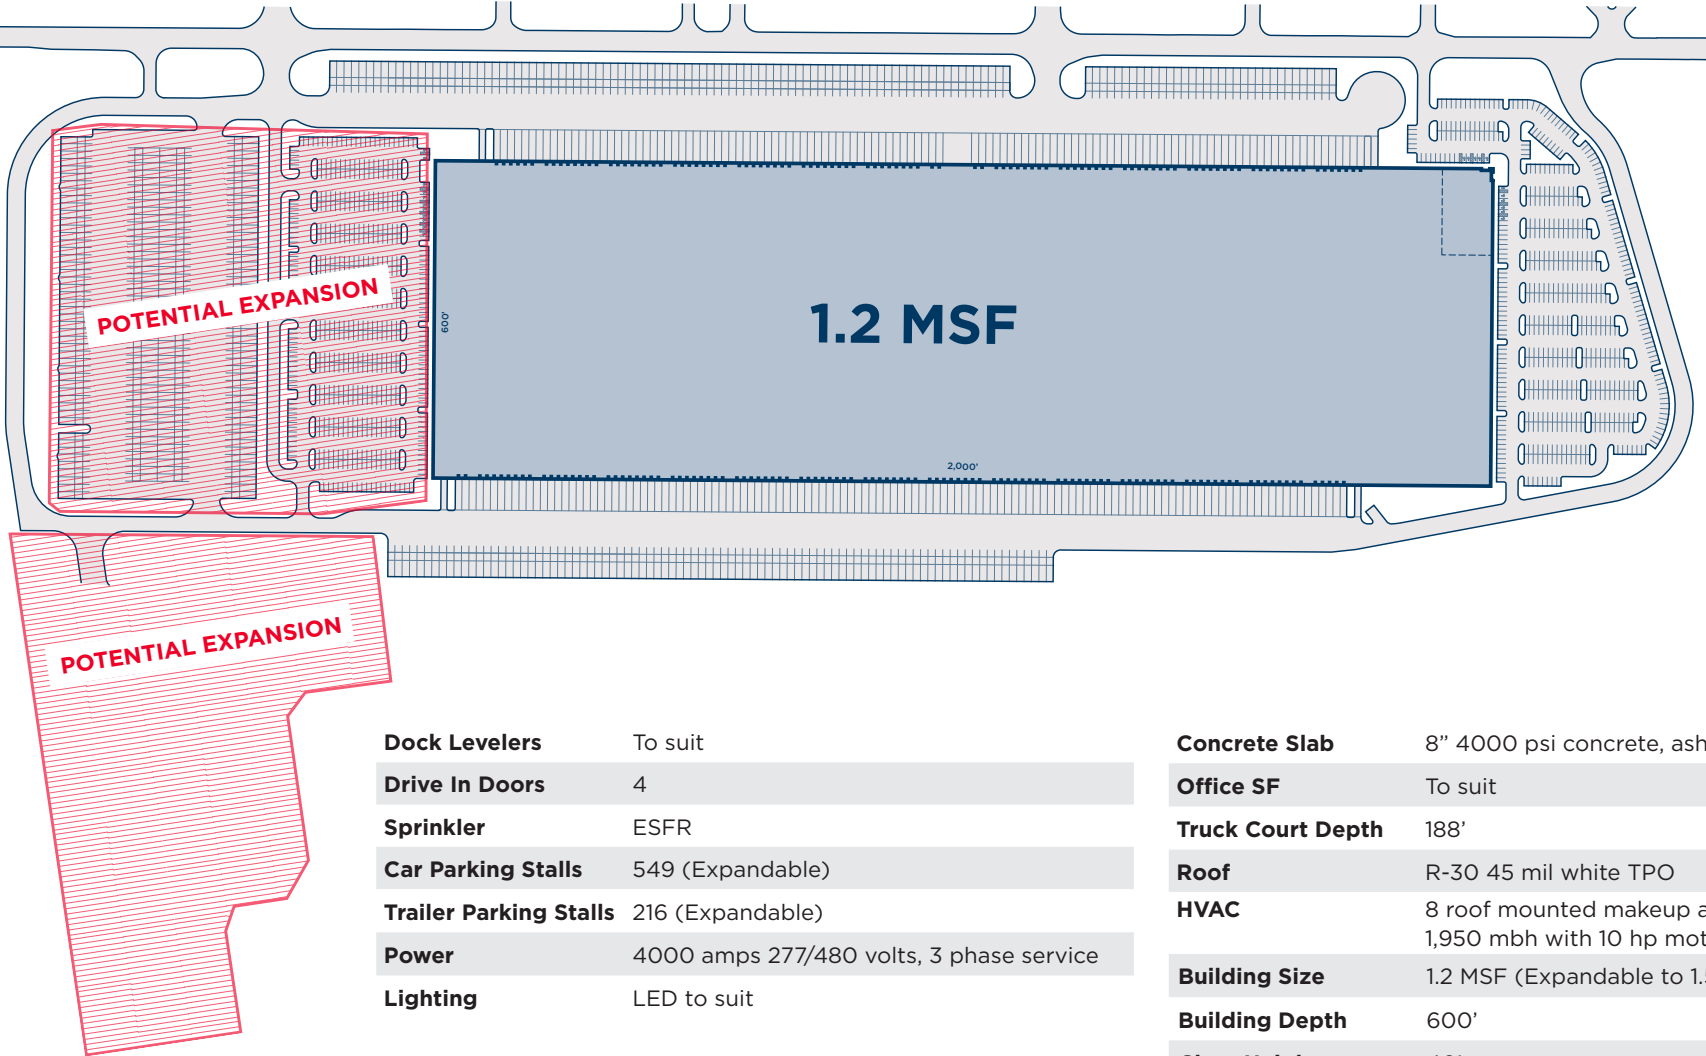 POTENTIAL EXPANSION
600'
1.2 MSF
2,000'
POTENTIAL EXPANSION
Dock Levelers To suit
Drive In Doors 4
Sprinkler ESFR
Car Parking Stalls 549 (Expandable)
Trailer Parking Stalls 216 (Expandable)
Power 4000 amps 277/480 volts, 3 phase service
Lighting LED to suit
Concrete Slab 8” 4000 psi concrete,
Office SF To suit
Truck Court Depth 188’
Roof R-30 45 mil white TPO
HVAC 8 roof mounted makeup
1,950 mbh with 10 hp
Building Size 1.2 MSF (Expandable to
Building Depth 600’